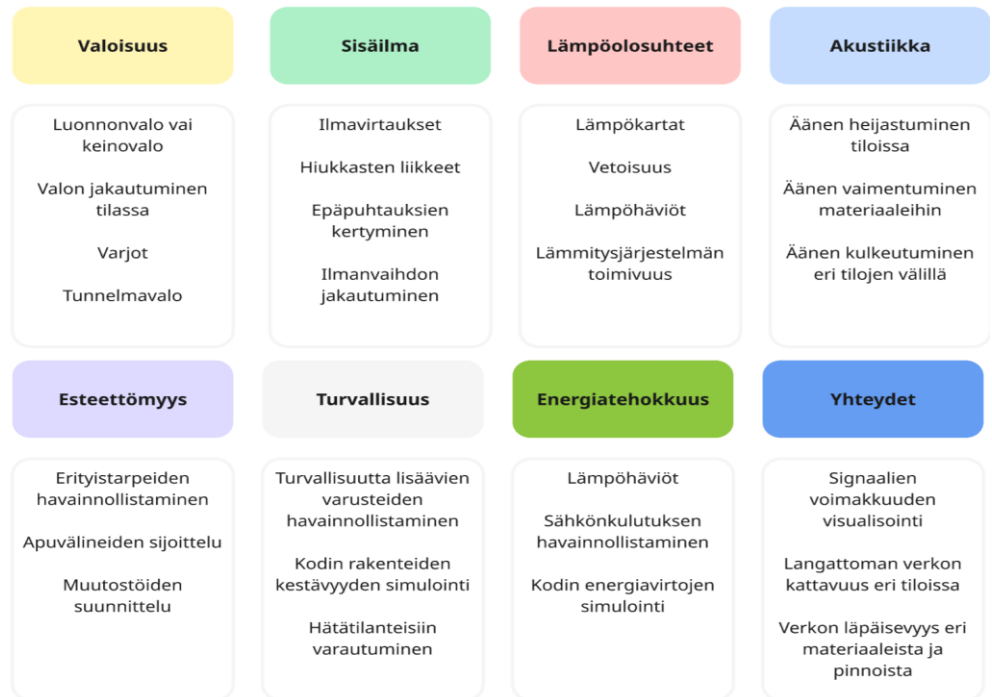 Valoisuus
Luonnonvalo vai
keinovalo
Valon jakautuminen
tilassa
Varjot
Tunnelmavalo
Sisäilma
Ilmavirtaukset
Hiukkasten liikkeet
Epäpuhtauksien
kertyminen
Ilmanvaihdon
jakautuminen
Lämpöolosuhteet
Lämpökartat
Vetoisuus
Lämpöhäviöt
Lämmitysjärjestelmän
toimivuus
Akustiikka
Äänen heijastuminen
tiloissa
Äänen vaimentuminen
materiaaleihin
Äänen kulkeutuminen
eri tilojen välillä
Esteettömyys
Erityistarpeiden
havainnollistaminen
Apuvälineiden sijoittelu
Muutostöiden
suunnittelu
Turvallisuus
Turvallisuutta lisäävien
varusteiden
havainnollistaminen
Kodin rakenteiden
kestävyyden simulointi
Hätätilanteisiin
varautuminen
Energiatehokkuus
Lämpöhäviöt
Sähkönkulutuksen
havainnollistaminen
Kodin energiavirtojen
simulointi
Yhteydet
Signaalien
voimakkuuden
visualisointi
Langattoman verkon
kattavuus eri tiloissa
Verkon läpäisevyys eri
materiaaleista ja
pinnoista